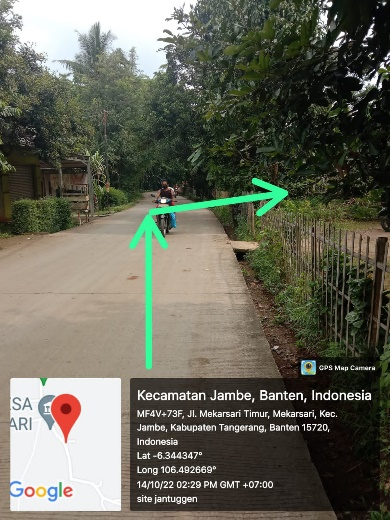 GPS Map Camera
ESA
ARI
Google
Kecamatan Jambe, Banten, Indonesia
MF4V+73F, Jl. Mekarsari Timur, Mekarsari, Kec.
Jambe, Kabupaten Tangerang, Banten 15720,
Indonesia
Lat -6.344347°
Long 106.492669°
14/10/22 02:29 PM GMT +07:00
site jantuggen